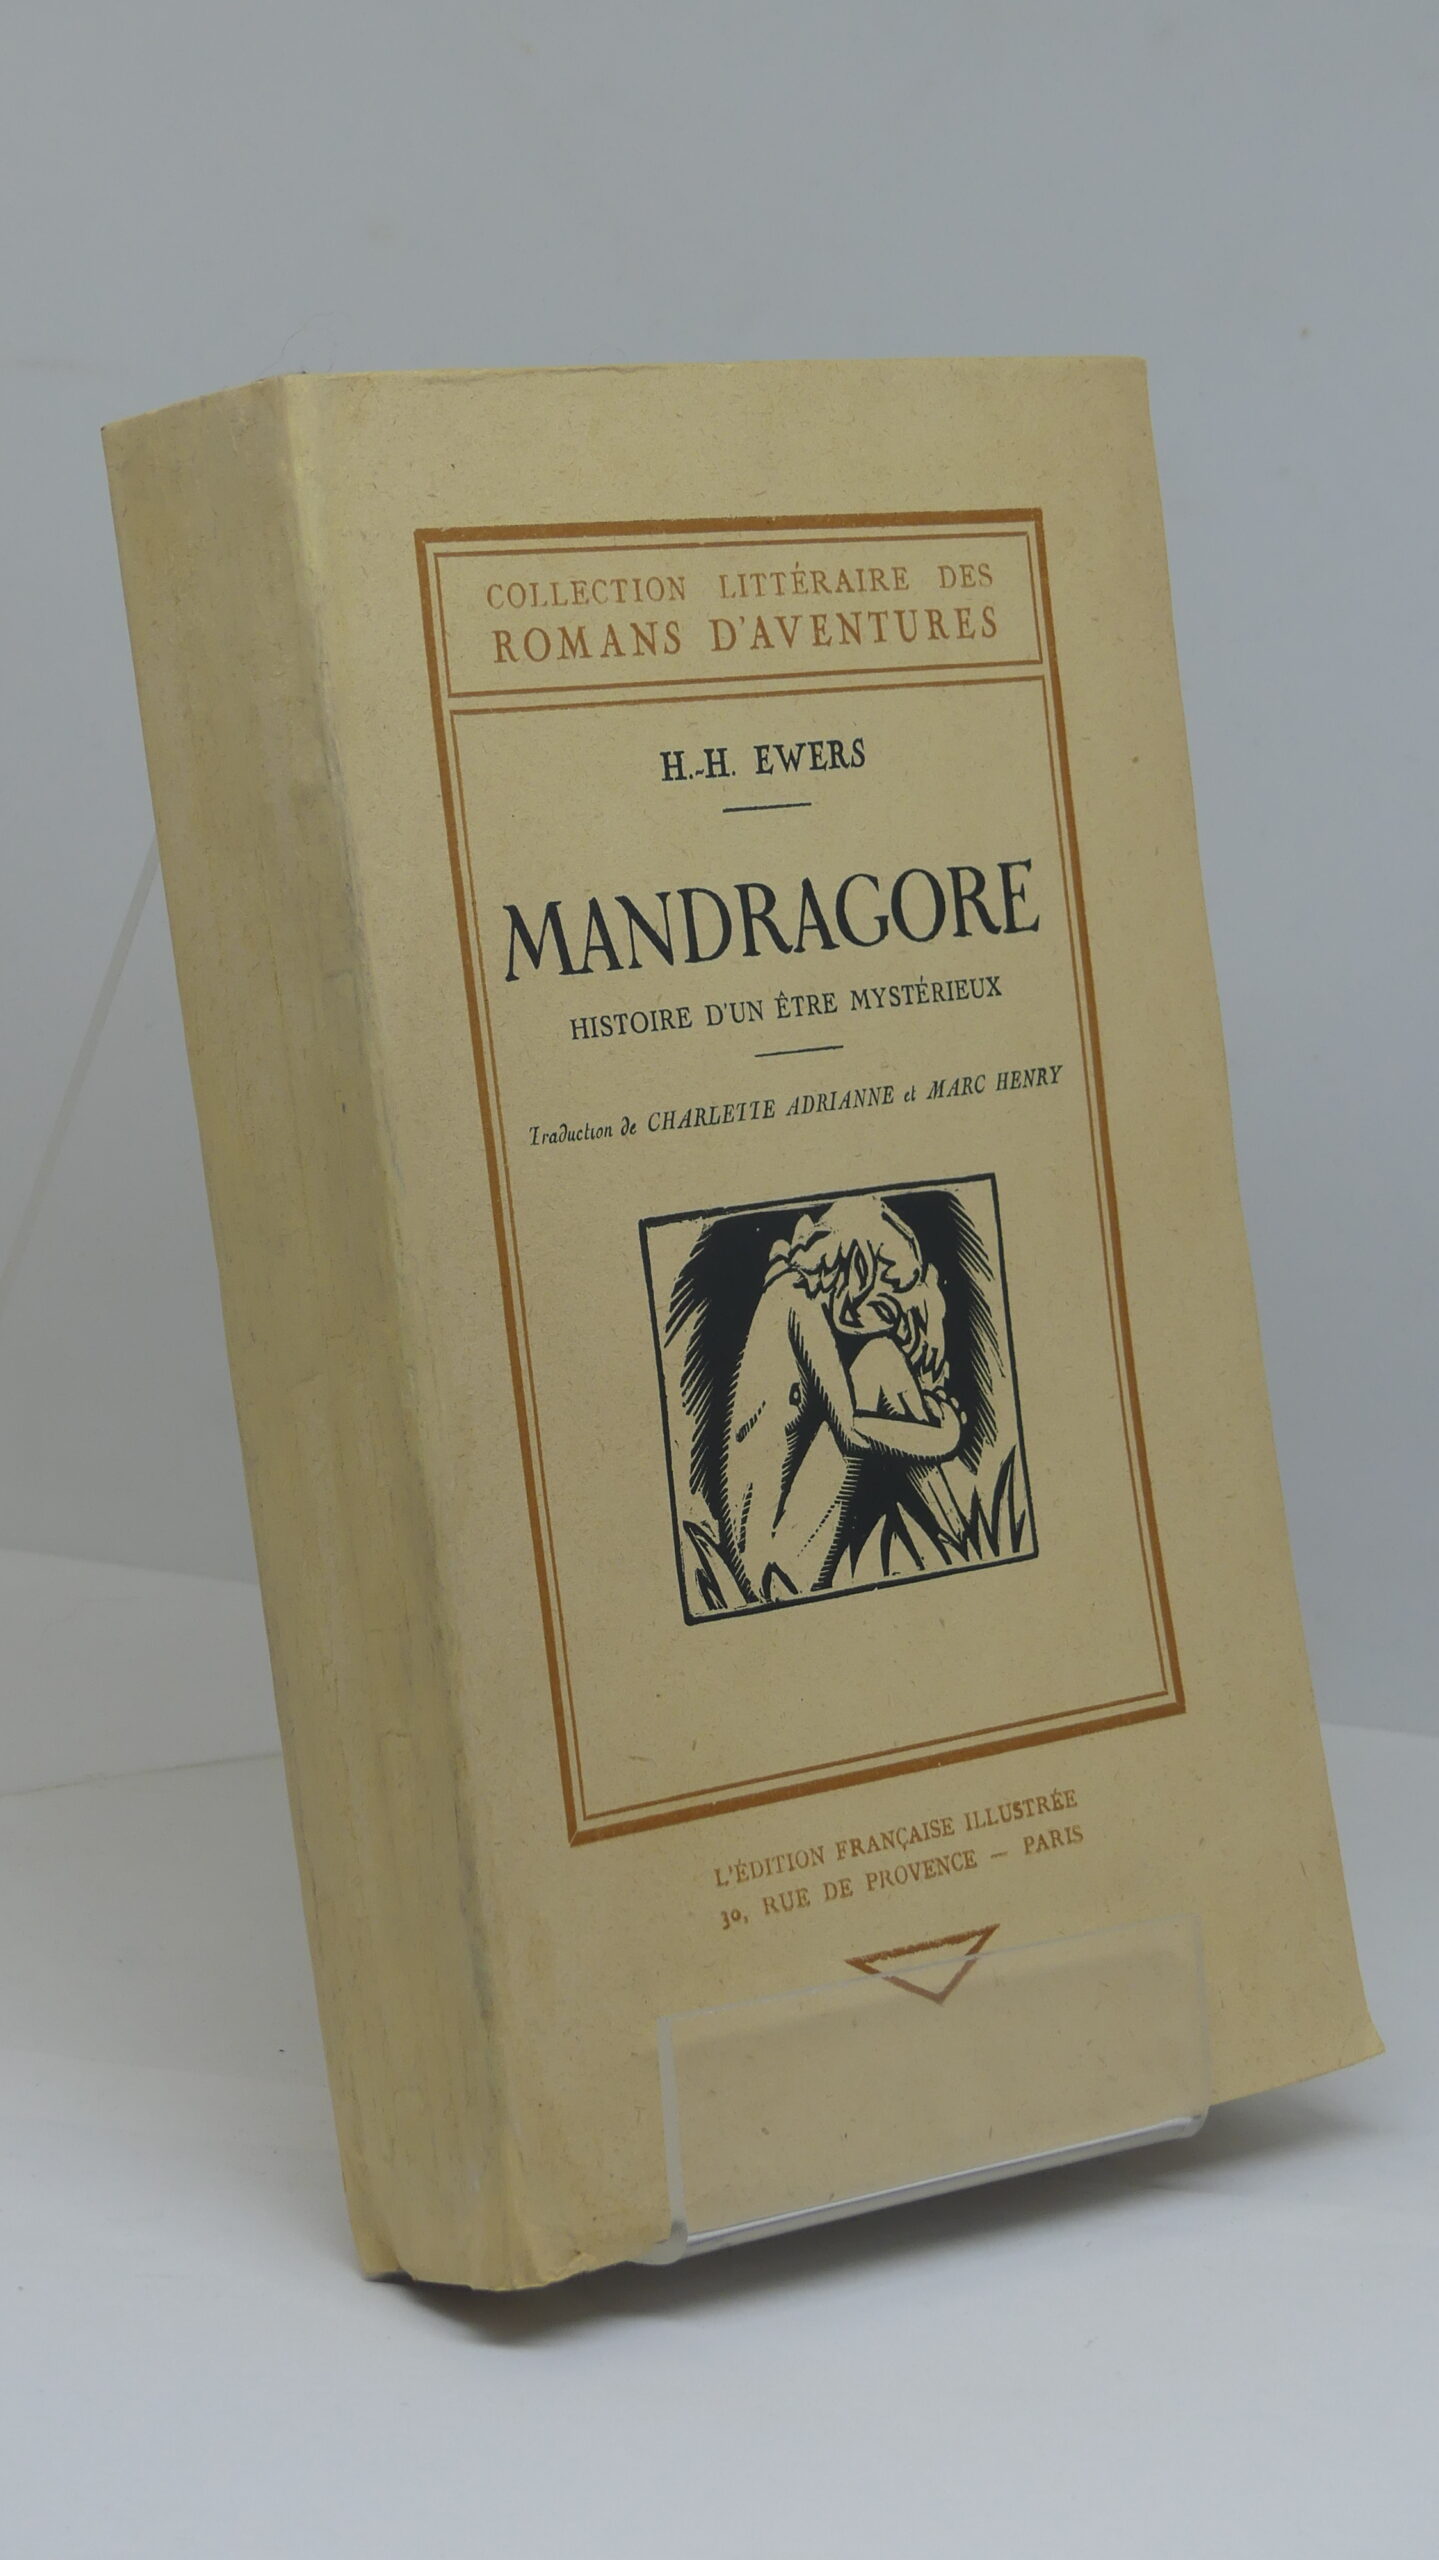 COLLECTION LITTÉRAIRE DES
ROMANS D'AVENTURES
H.-H. EWERS
MANDRAGORE
HISTOIRE D'UN ÊTRE MYSTÉRIEUX
Traduction de CHARLETTE ADRIANNE et MARC HENRY
L'ÉDITION FRANÇAISE ILLUSTRÉE
30, RUE DE PROVENCE — PARIS